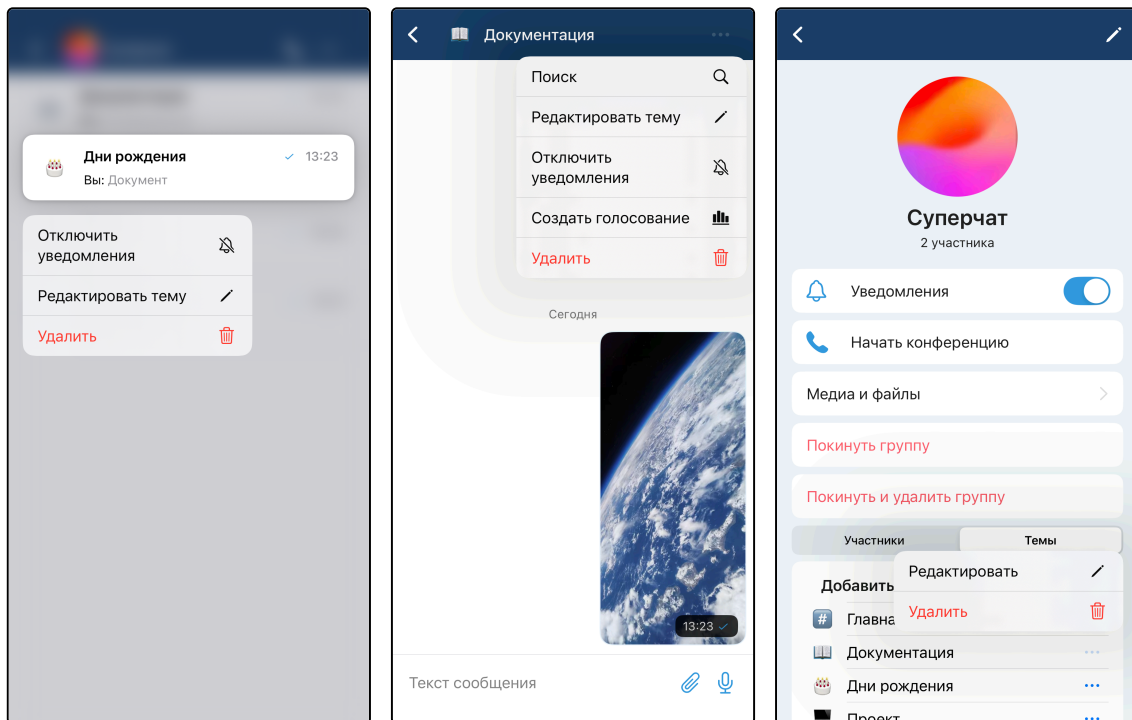 Дни рождения
13:23
Вы: Документ
Отключить
уведомления
Редактировать тему
Удалить
Документация
Поиск
Редактировать тему
Отключить
уведомления
Создать голосование
Удалить
Сегодня
13:23
Текст сообщения
Суперчат
2 участника
Уведомления
Начать конференцию
Медиа и файлы
Покинуть группу
Покинуть и удалить группу
Участники
Темы
Редактировать
Добавить
Удалить
# Главна
Документация
Дни рождения
Проект